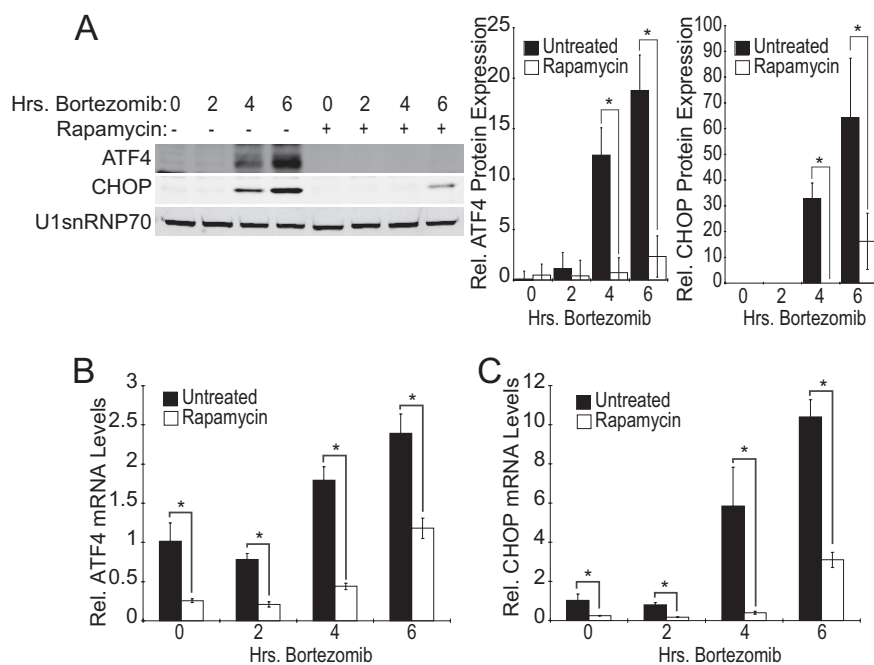 A
Hrs. Bortezomib: 0 2 4 6 0 2 4 6
Rapamycin: - - - - + + + +
ATF4
CHOP
U1snRNP70
Rel. ATF4 Protein Expression
25
20
15
10
5
0
Untreated
Rapamycin
* *
0 2 4 6
Hrs. Bortezomib
Rel. CHOP Protein Expression
100
90
80
70
60
50
40
30
20
10
0
Untreated
Rapamycin
* *
0 2 4 6
Hrs. Bortezomib
B
Rel. ATF4 mRNA Levels
3
2.5
2
1.5
1
0.5
0
Untreated
Rapamycin
* * * *
0 2 4 6
Hrs. Bortezomib
C
Rel. CHOP mRNA Levels
12
10
8
6
4
2
0
Untreated
Rapamycin
* * * *
0 2 4 6
Hrs. Bortezomib